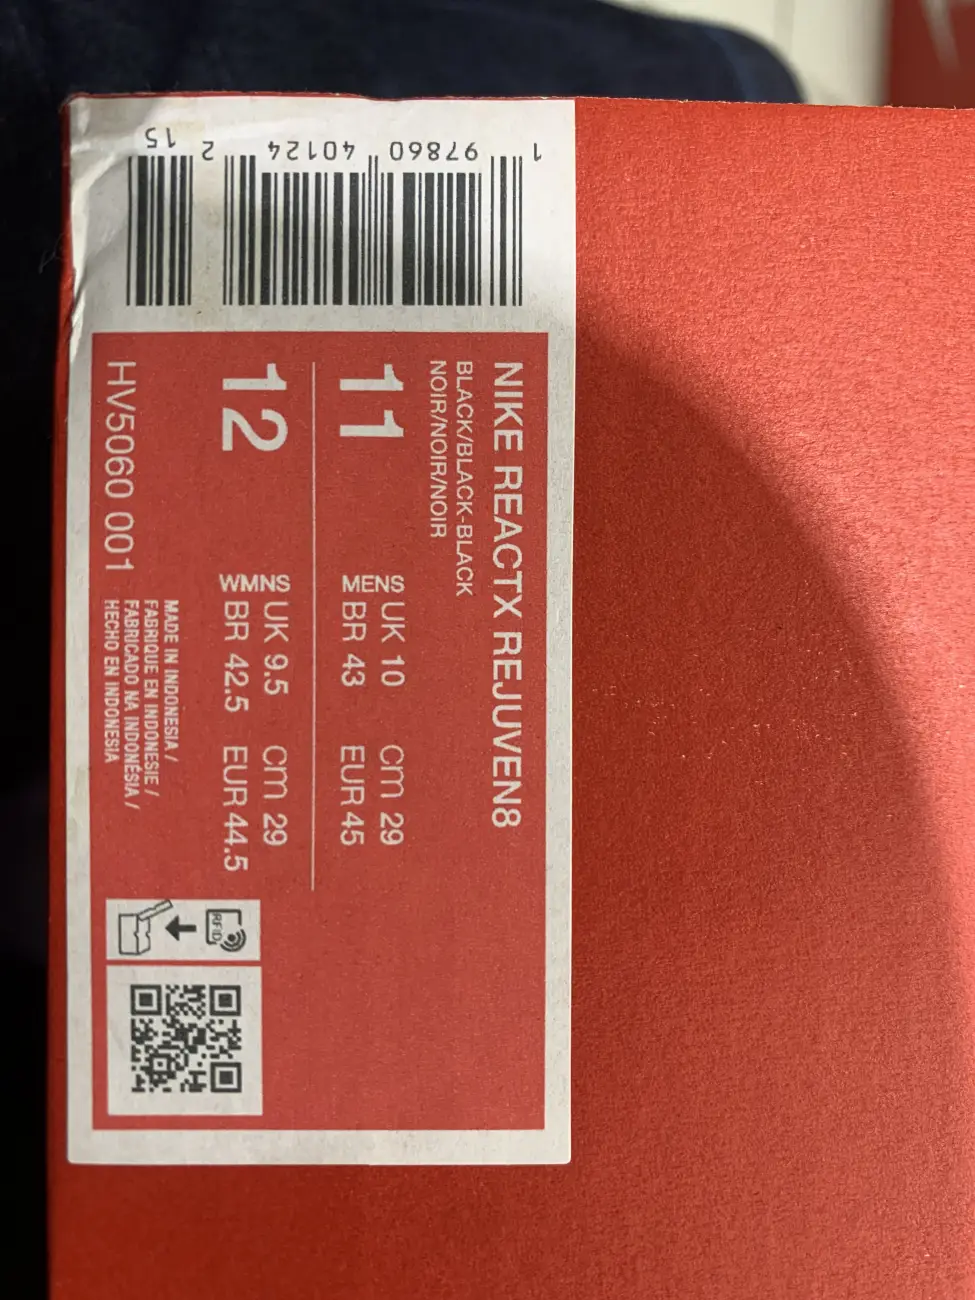 NIKE REACTX REJUVEN8
BLACK/BLACK-BLACK
NOIR/NOIR/NOIR
11
MENS
UK 10 cm 29
BR 43 EUR 45
12
WMNS
UK 9.5 cm 29
BR 42.5 EUR 44.5
HV5060 001
MADE IN INDONESIA /
FABRIQUE EN INDONESIE /
FABRICADO NA INDONÉSIA /
HECHO EN INDONESIA
RFID
1 97860 40124 2 15